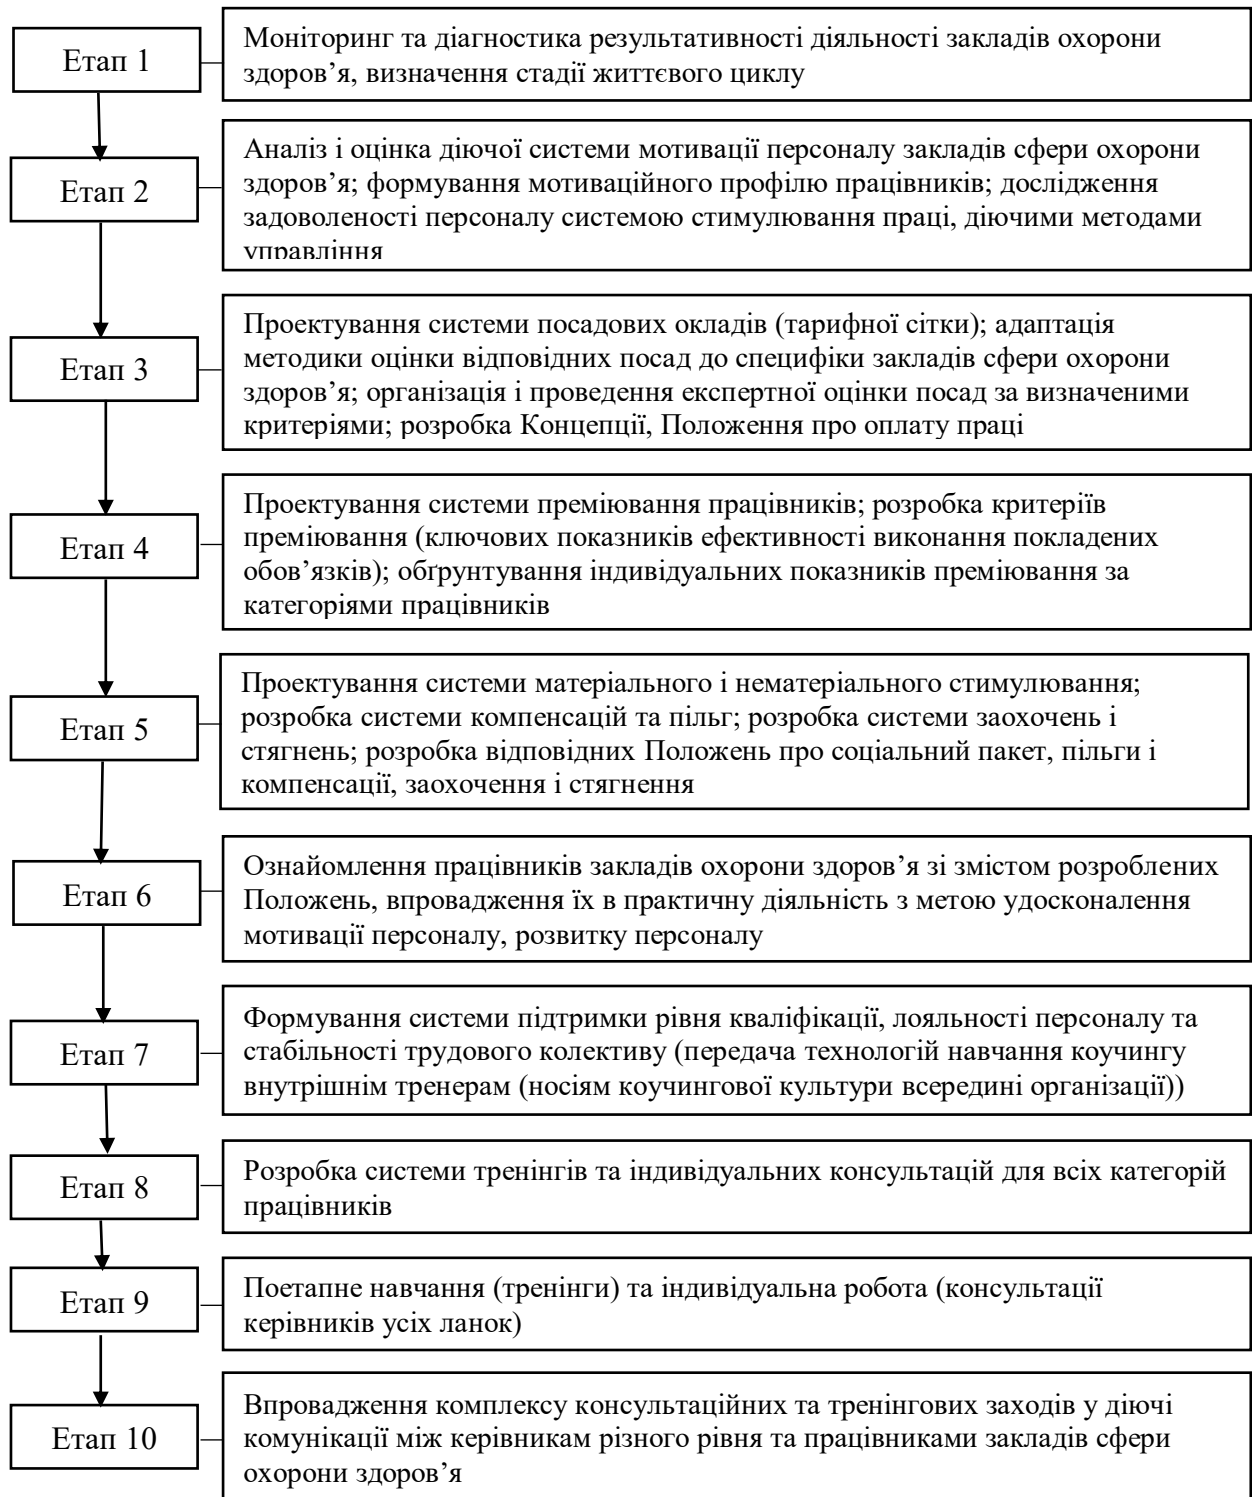 Етап 1
Моніторинг та діагностика результативності діяльності закладів охорони
здоров’я, визначення стадії життєвого циклу
Етап 2
Аналіз і оцінка діючої системи мотивації персоналу закладів сфери охорони
здоров’я; формування мотиваційного профілю працівників; дослідження
задоволеності персоналу системою стимулювання праці, діючими методами
управління
Етап 3
Проектування системи посадових окладів (тарифної сітки); адаптація
методики оцінки відповідних посад до специфіки закладів сфери охорони
здоров’я; організація і проведення експертної оцінки посад за визначеними
критеріями; розробка Концепції, Положення про оплату праці
Етап 4
Проектування системи преміювання працівників; розробка критеріїв
преміювання (ключових показників ефективності виконання покладених
обов’язків); обґрунтування індивідуальних показників преміювання за
категоріями працівників
Етап 5
Проектування системи матеріального і нематеріального стимулювання;
розробка системи компенсацій та пільг; розробка системи заохочень і
стягнень; розробка відповідних Положень про соціальний пакет, пільги і
компенсації, заохочення і стягнення
Етап 6
Ознайомлення працівників закладів охорони здоров’я зі змістом розроблених
Положень, впровадження їх в практичну діяльність з метою удосконалення
мотивації персоналу, розвитку персоналу
Етап 7
Формування системи підтримки рівня кваліфікації, лояльності персоналу та
стабільності трудового колективу (передача технологій навчання коучингу
внутрішнім тренерам (носіям коучингової культури всередині організації))
Етап 8
Розробка системи тренінгів та індивідуальних консультацій для всіх категорій
працівників
Етап 9
Поетапне навчання (тренінги) та індивідуальна робота (консультації
керівників усіх ланок)
Етап 10
Впровадження комплексу консультаційних та тренінгових заходів у діючі
комунікації між керівникам різного рівня та працівниками закладів сфери
охорони здоров’я